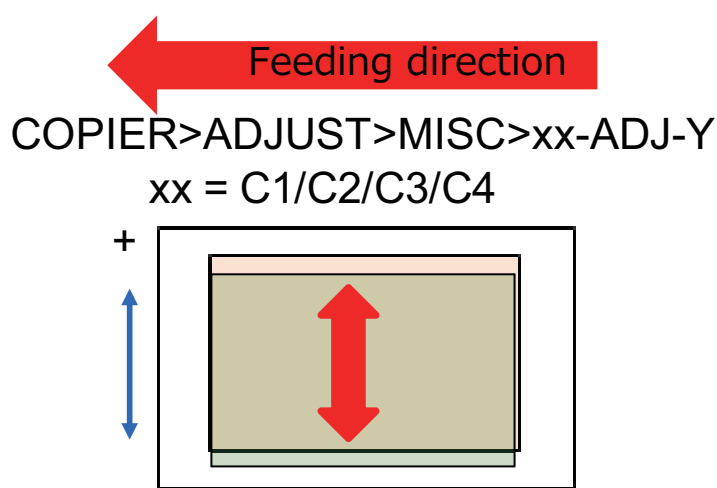 Feeding direction
COPIER>ADJUST>MISC>xx-ADJ-Y
xx = C1/C2/C3/C4
+